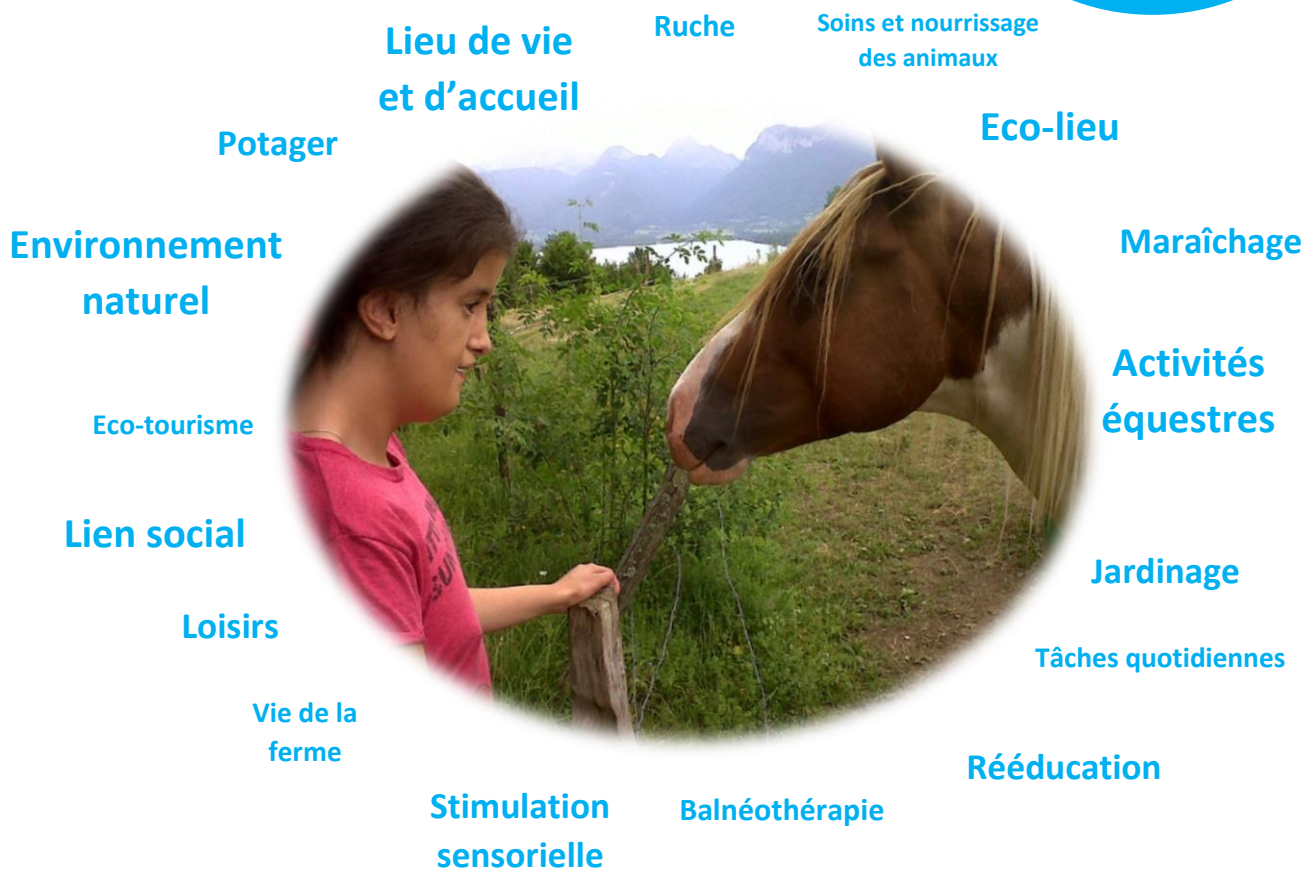 Ruche
Soins et nourrissage
des animaux
Lieu de vie
et d’accueil
Eco-lieu
Potager
Maraîchage
Environnement
naturel
Activités
équestres
Eco-tourisme
Lien social
Jardinage
Loisirs
Tâches quotidiennes
Vie de la
ferme
Rééducation
Stimulation
sensorielle
Balnéothérapie